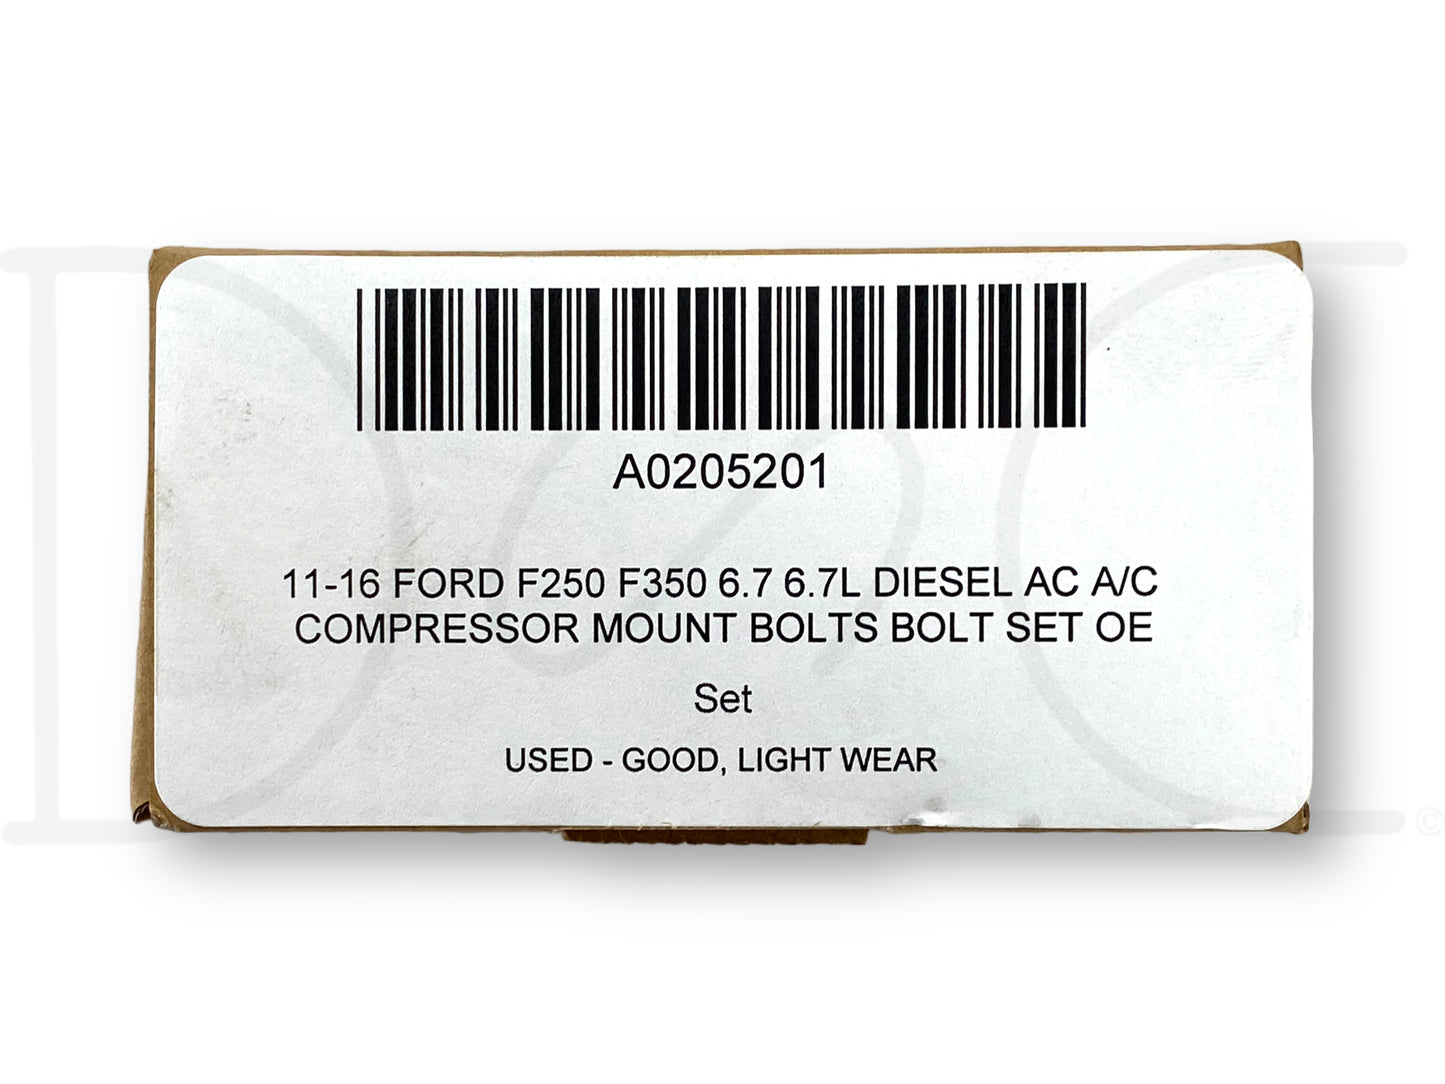 A0205201
11-16 FORD F250 F350 6.7 6.7L DIESEL AC A/C
COMPRESSOR MOUNT BOLTS BOLT SET OE
Set
USED - GOOD, LIGHT WEAR
©